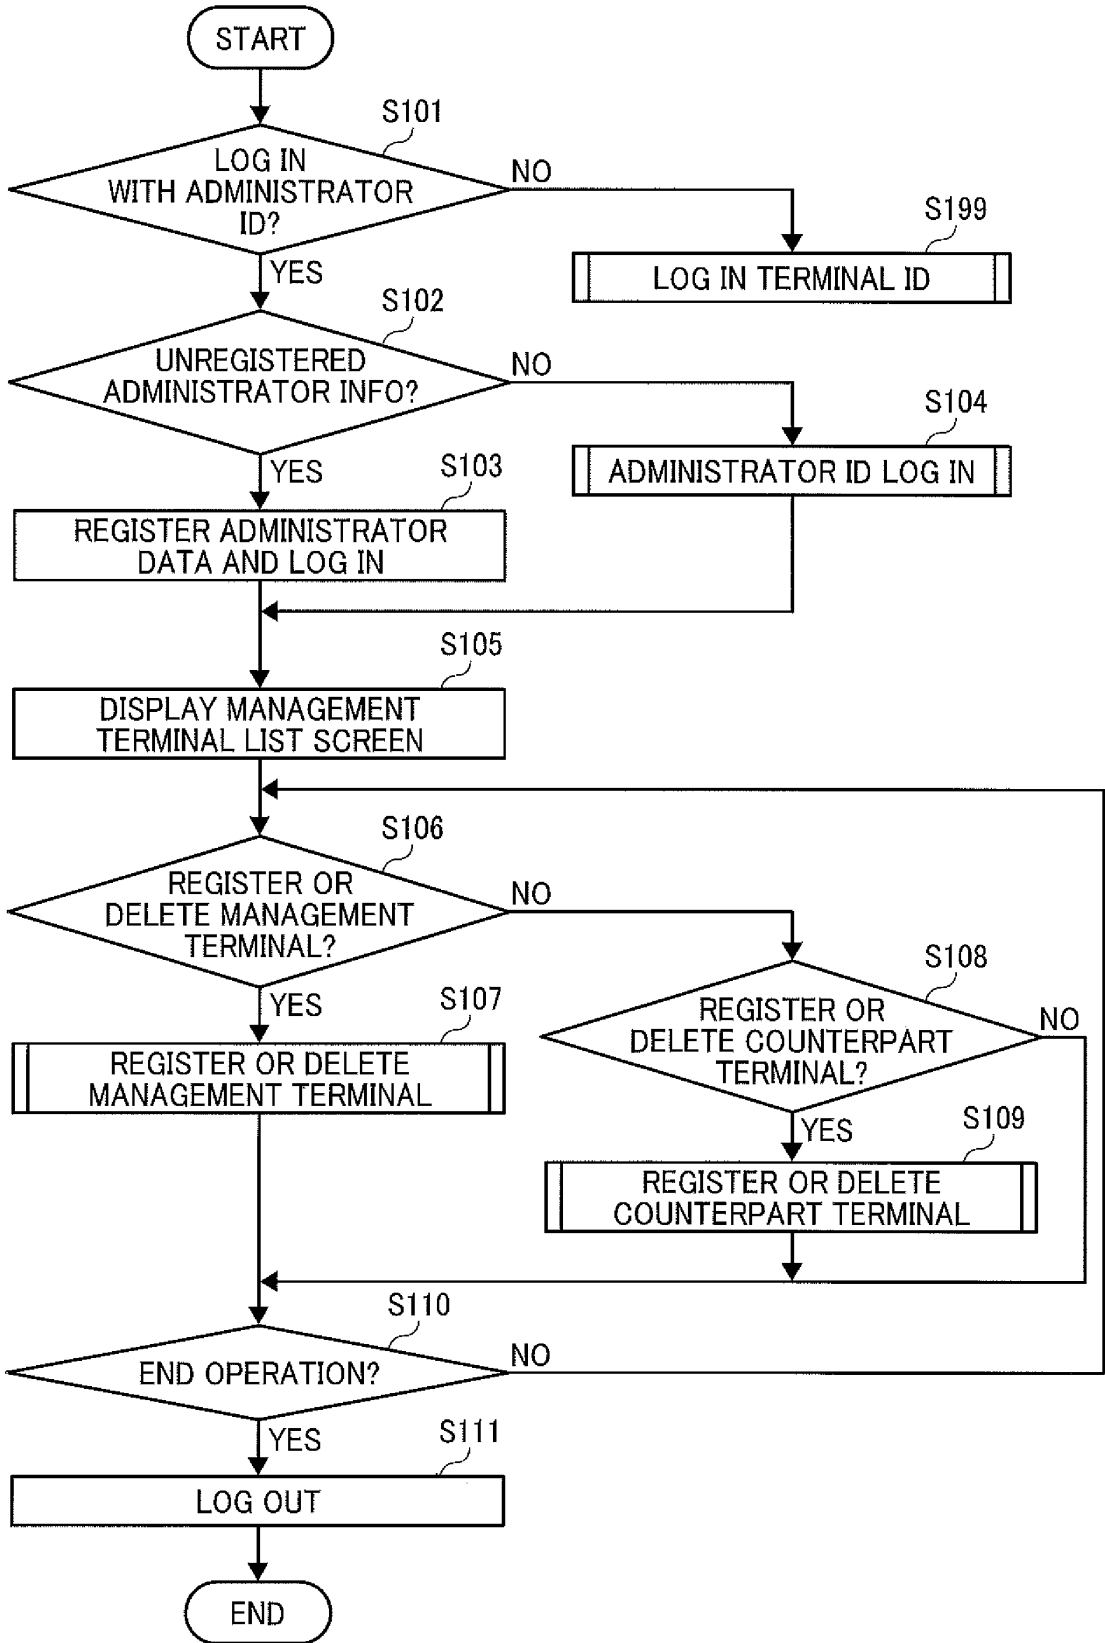 START
S101
LOG IN
WITH ADMINISTRATOR
ID?
NO
YES
S199
LOG IN TERMINAL ID
S102
UNREGISTERED
ADMINISTRATOR INFO?
NO
YES
S104
ADMINISTRATOR ID LOG IN
S103
REGISTER ADMINISTRATOR
DATA AND LOG IN
S105
DISPLAY MANAGEMENT
TERMINAL LIST SCREEN
S106
REGISTER OR
DELETE MANAGEMENT
TERMINAL?
NO
YES
S107
REGISTER OR DELETE
MANAGEMENT TERMINAL
S108
REGISTER OR
DELETE COUNTERPART
TERMINAL?
NO
YES
S109
REGISTER OR DELETE
COUNTERPART TERMINAL
S110
END OPERATION?
NO
YES
S111
LOG OUT
END